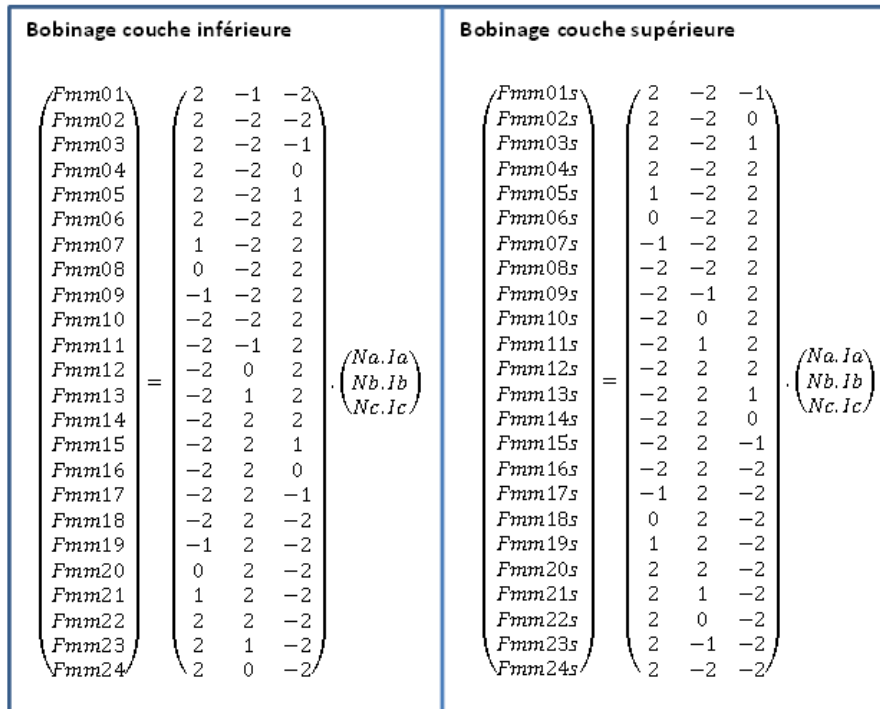 Bobinage couche inférieure
Fmm01 2 −1 −2
Fmm02 2 −2 −2
Fmm03 2 −2 −1
Fmm04 2 −2 0
Fmm05 2 −2 1
Fmm06 2 −2 2
Fmm07 1 −2 2
Fmm08 0 −2 2
Fmm09 −1 −2 2
Fmm10 −2 −2 2
Fmm11 −2 −1 2
Fmm12 −2 0 2
Fmm13 −2 1 2
Fmm14 −2 2 2
Fmm15 −2 2 1
Fmm16 −2 2 0
Fmm17 −2 2 −1
Fmm18 −2 2 −2
Fmm19 −1 2 −2
Fmm20 0 2 −2
Fmm21 1 2 −2
Fmm22 2 2 −2
Fmm23 2 1 −2
Fmm24 2 0 −2
=
.
Na.Ia
Nb.Ib
Nc.Ic
Bobinage couche supérieure
Fmm01s 2 −2 −1
Fmm02s 2 −2 0
Fmm03s 2 −2 1
Fmm04s 2 −2 2
Fmm05s 1 −2 2
Fmm06s 0 −2 2
Fmm07s −1 −2 2
Fmm08s −2 −2 2
Fmm09s −2 −1 2
Fmm10s −2 0 2
Fmm11s −2 1 2
Fmm12s −2 2 2
Fmm13s −2 2 1
Fmm14s −2 2 0
Fmm15s −2 2 −1
Fmm16s −2 2 −2
Fmm17s −1 2 −2
Fmm18s 0 2 −2
Fmm19s 1 2 −2
Fmm20s 2 2 −2
Fmm21s 2 1 −2
Fmm22s 2 0 −2
Fmm23s 2 −1 −2
Fmm24s 2 −2 −2
=
.
Na.Ia
Nb.Ib
Nc.Ic